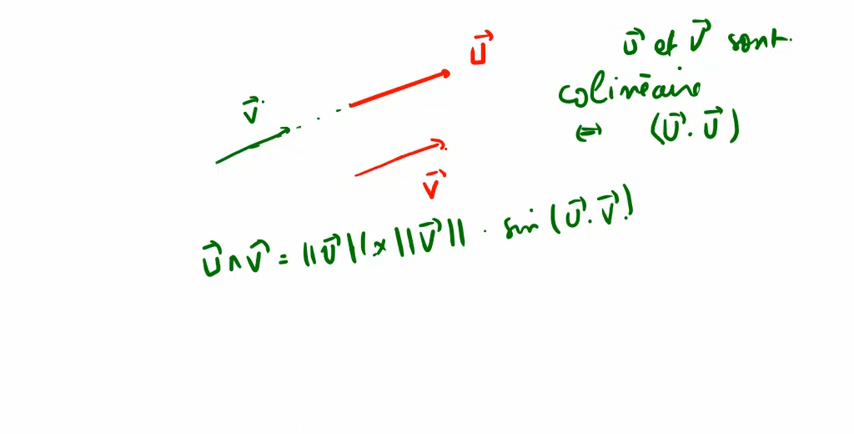 U⃗
u⃗ et V⃗ sont.
colinéaire
⇔ (U⃗. U⃗)
V⃗
V⃗
U⃗ ∧ V⃗ = ||U⃗|| x ||V⃗|| . sin (U⃗. V⃗)